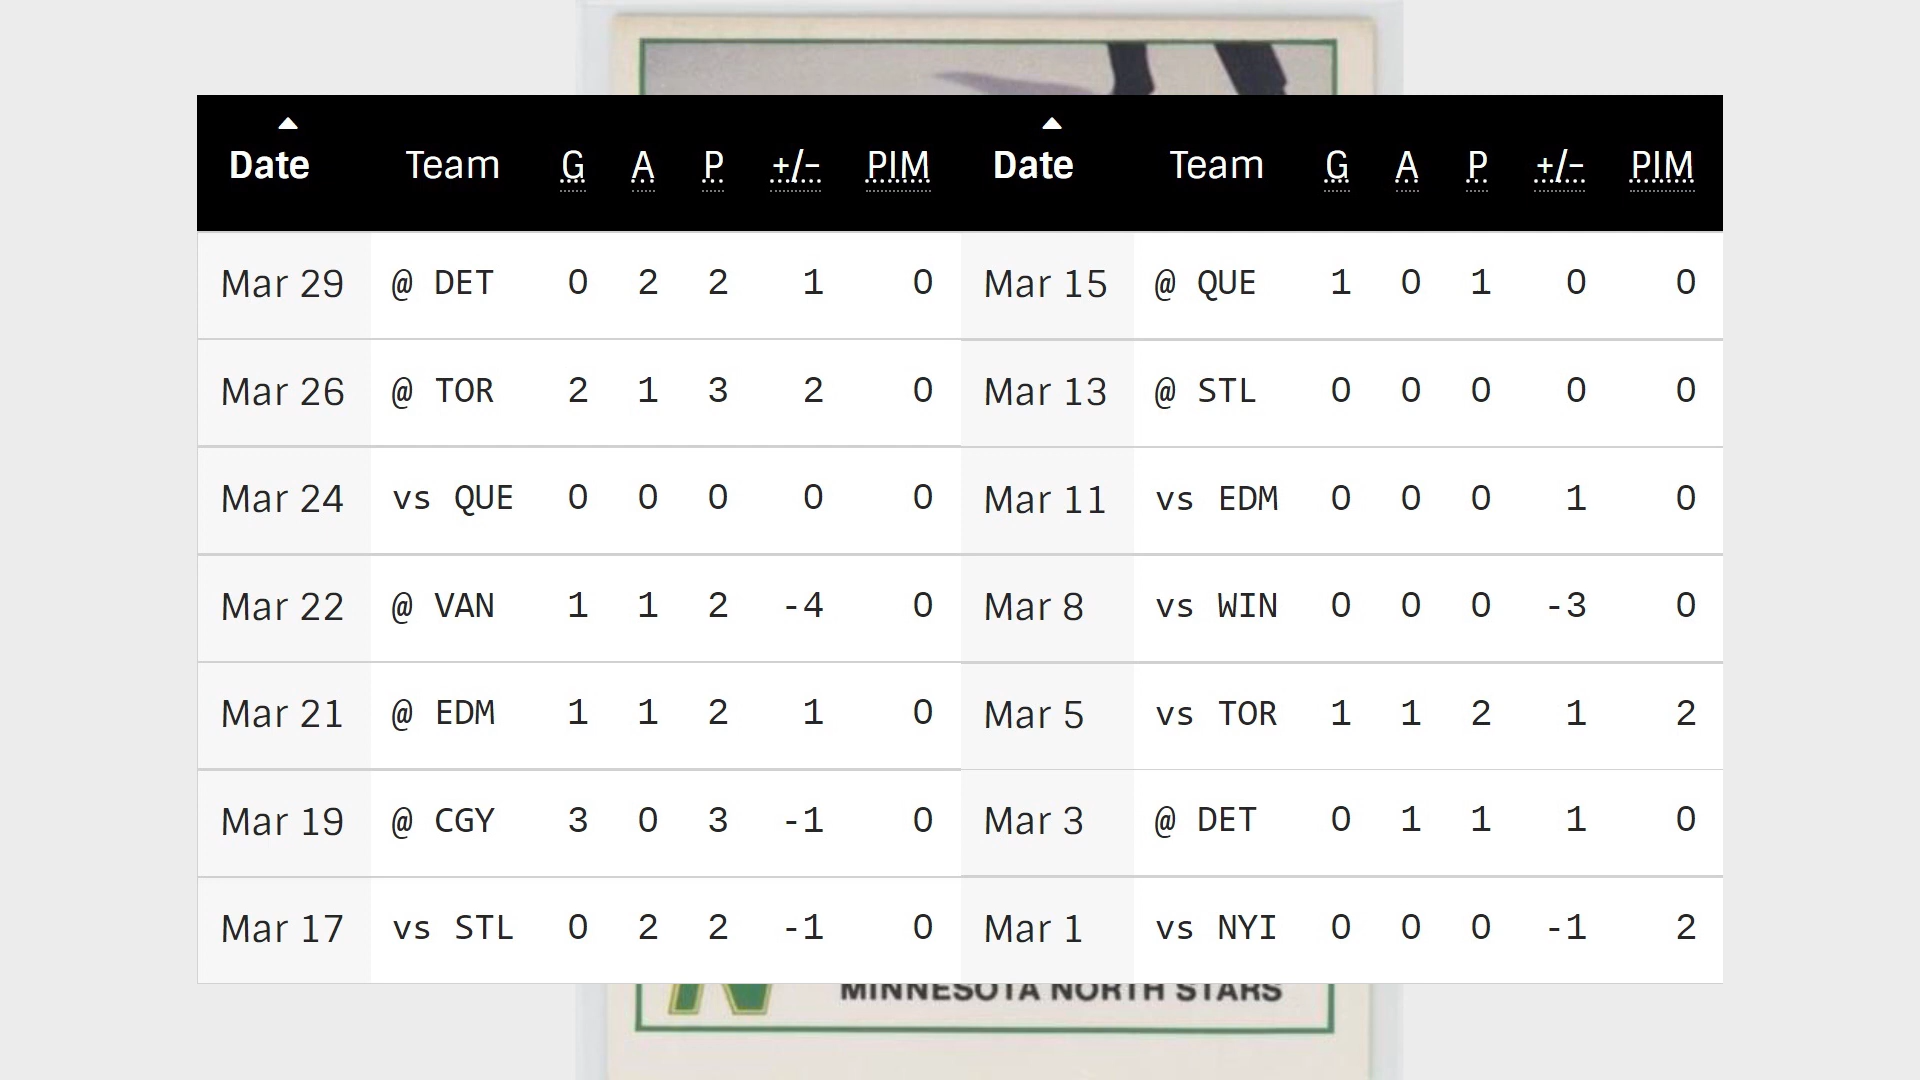 Date Team G A P +/- PIM Date Team G A P +/- PIM
Mar 29 @ DET 0 2 2 1 0 Mar 15 @ QUE 1 0 1 0 0
Mar 26 @ TOR 2 1 3 2 0 Mar 13 @ STL 0 0 0 0 0
Mar 24 vs QUE 0 0 0 0 0 Mar 11 vs EDM 0 0 0 1 0
Mar 22 @ VAN 1 1 2 -4 0 Mar 8 vs WIN 0 0 0 -3 0
Mar 21 @ EDM 1 1 2 1 0 Mar 5 vs TOR 1 1 2 1 2
Mar 19 @ CGY 3 0 3 -1 0 Mar 3 @ DET 0 1 1 1 0
Mar 17 vs STL 0 2 2 -1 0 Mar 1 vs NYI 0 0 0 -1 2
MINNESOTA NORTH STARS